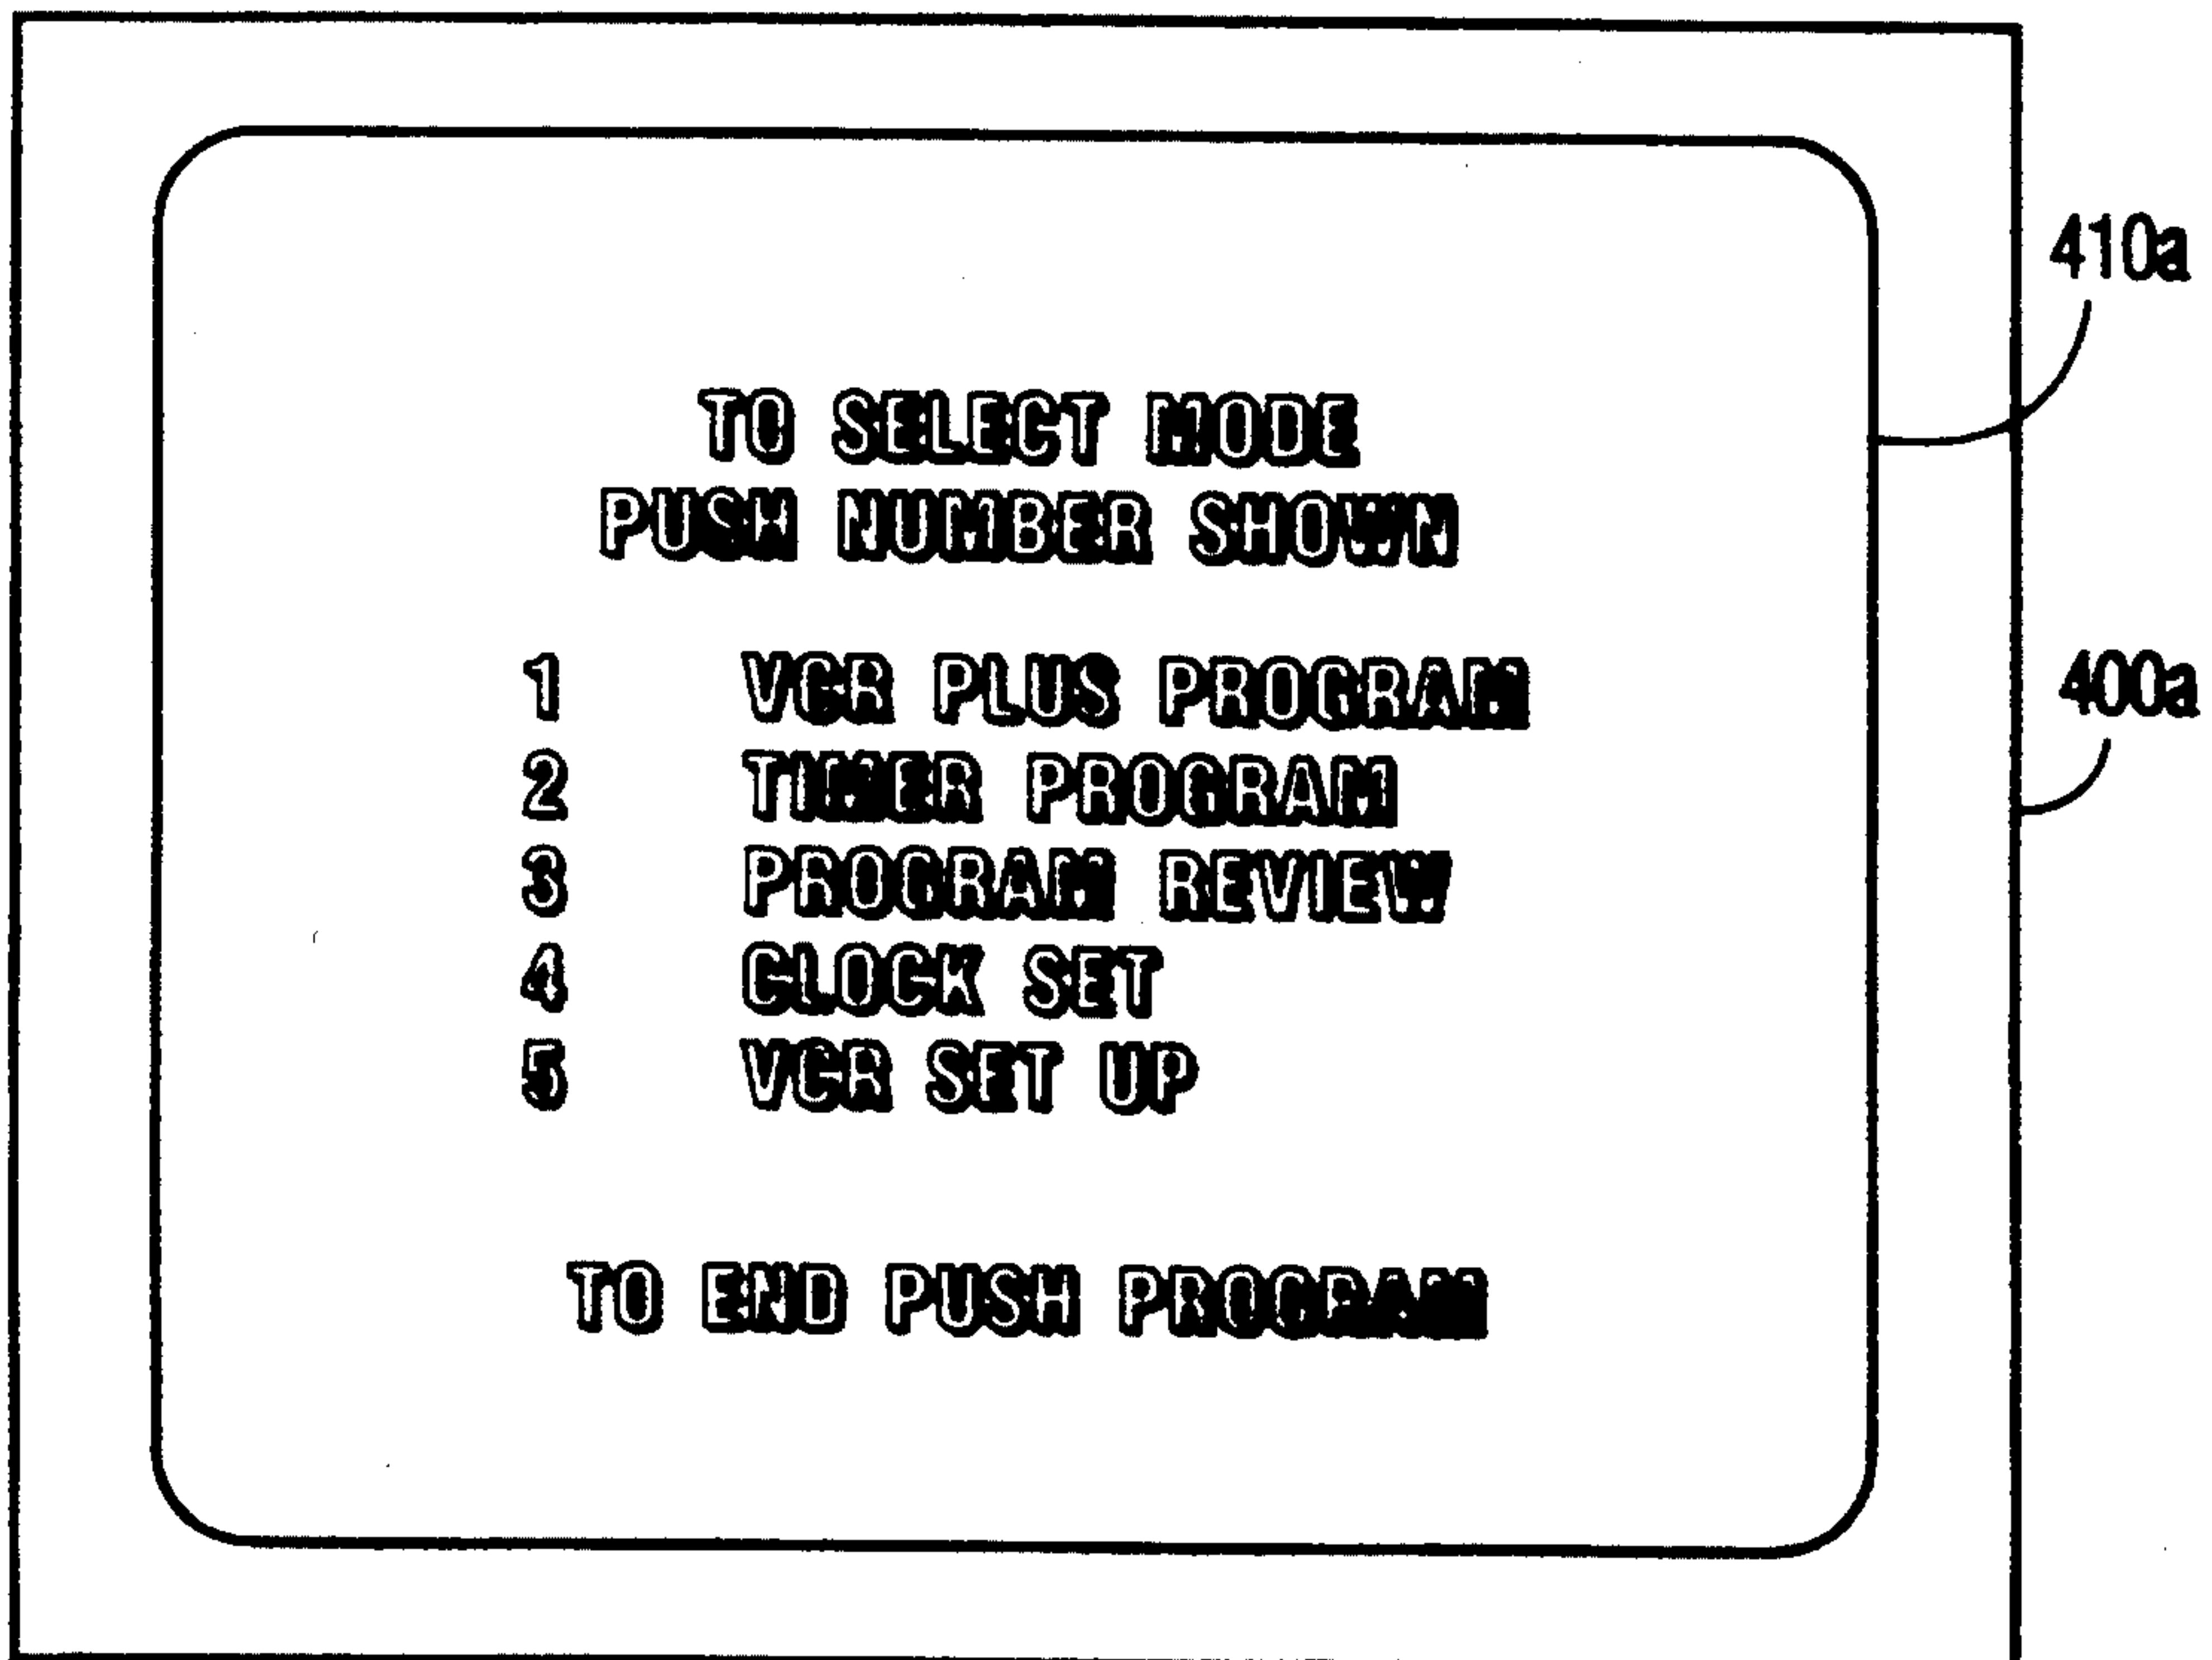 TO SELECT MODE
PUSH NUMBER SHOWN
1 VCR PLUS PROGRAM
2 TIMER PROGRAM
3 PROGRAM REVIEW
4 CLOCK SET
5 VCR SET UP
TO END PUSH PROGRAM
410a
400a